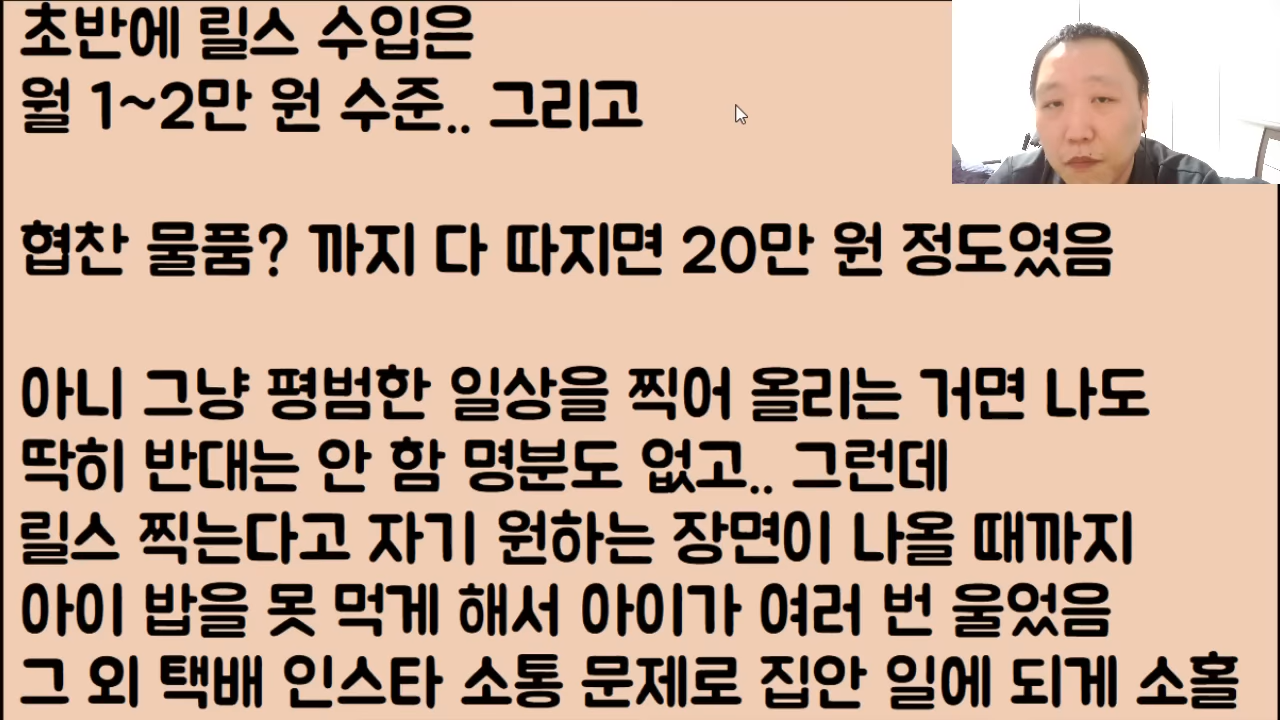 초반에 릴스 수입은
월 1~2만 원 수준.. 그리고
협찬 물품? 까지 다 따지면 20만 원 정도였음
아니 그냥 평범한 일상을 찍어 올리는 거면 나도
딱히 반대는 안 함 명분도 없고.. 그런데
릴스 찍는다고 자기 원하는 장면이 나올 때까지
아이 밥을 못 먹게 해서 아이가 여러 번 울었음
그 외 택배 인스타 소통 문제로 집안 일에 되게 소홀